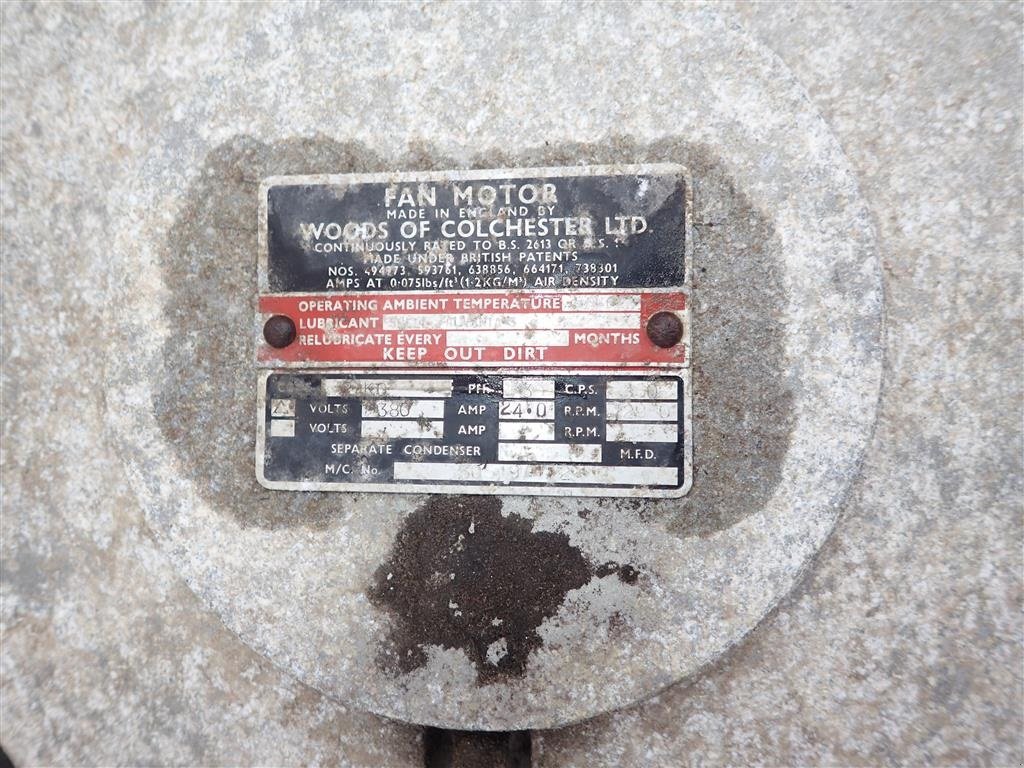 FAN MOTOR
MADE IN ENGLAND BY
WOODS OF COLCHESTER LTD.
CONTINUOUSLY RATED TO B.S. 2613 OR B.S.
MADE UNDER BRITISH PATENTS
NOS. 593761, 638856, 664171, 738301
AMPS AT 0·075lbs/ft³ (1·2KG/M³) AIR DENSITY
OPERATING AMBIENT TEMPERATURE
LUBRICANT
RELUBRICATE EVERY MONTHS
KEEP OUT DIRT
PH. 3 C.P.S.
VOLTS 380 AMP 24·0 R.P.M.
VOLTS AMP R.P.M.
SEPARATE CONDENSER M.F.D.
M/C. No.